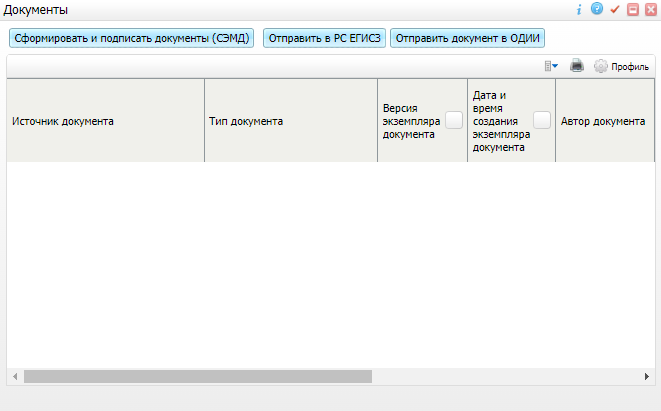 Документы
Сформировать и подписать документы (СЭМД)
Отправить в РС ЕГИСЗ
Отправить документ в ОДИИ
Профиль
Источник документа
Тип документа
Версия
экземпляра
документа
Дата и
время
создания
экземпляра
документа
Автор документа